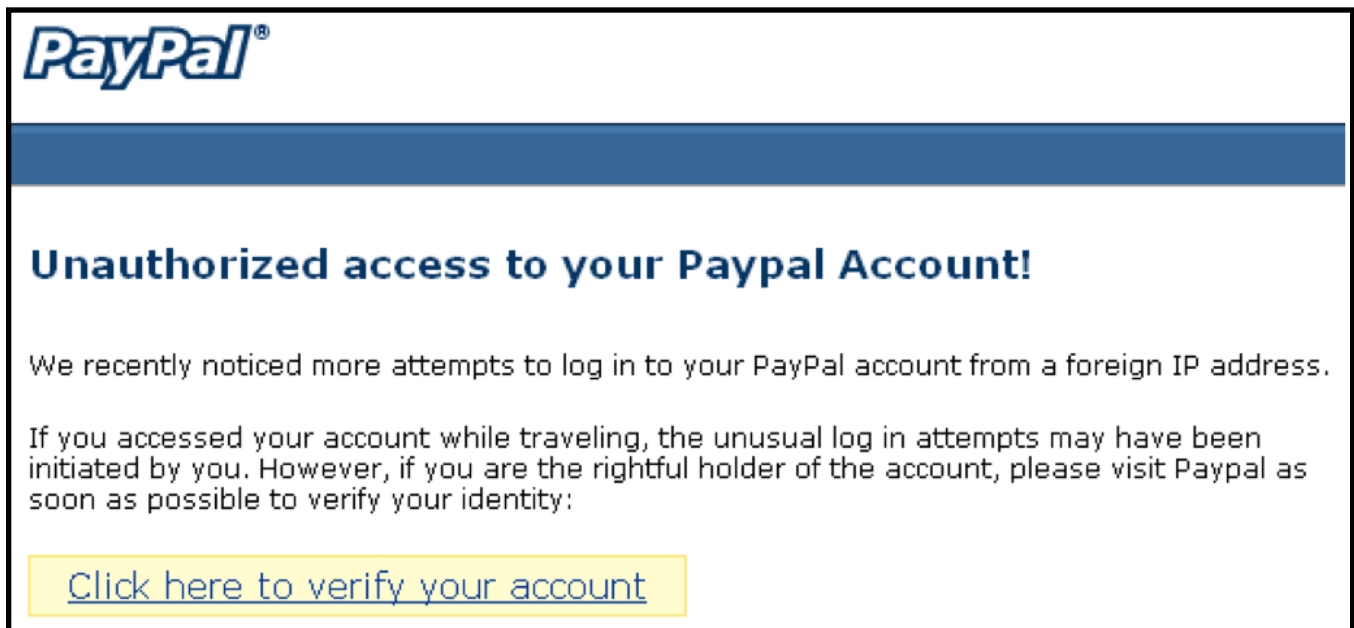 PayPal®
Unauthorized access to your Paypal Account!
We recently noticed more attempts to log in to your PayPal account from a foreign IP address.
If you accessed your account while traveling, the unusual log in attempts may have been
initiated by you. However, if you are the rightful holder of the account, please visit Paypal as
soon as possible to verify your identity:
Click here to verify your account